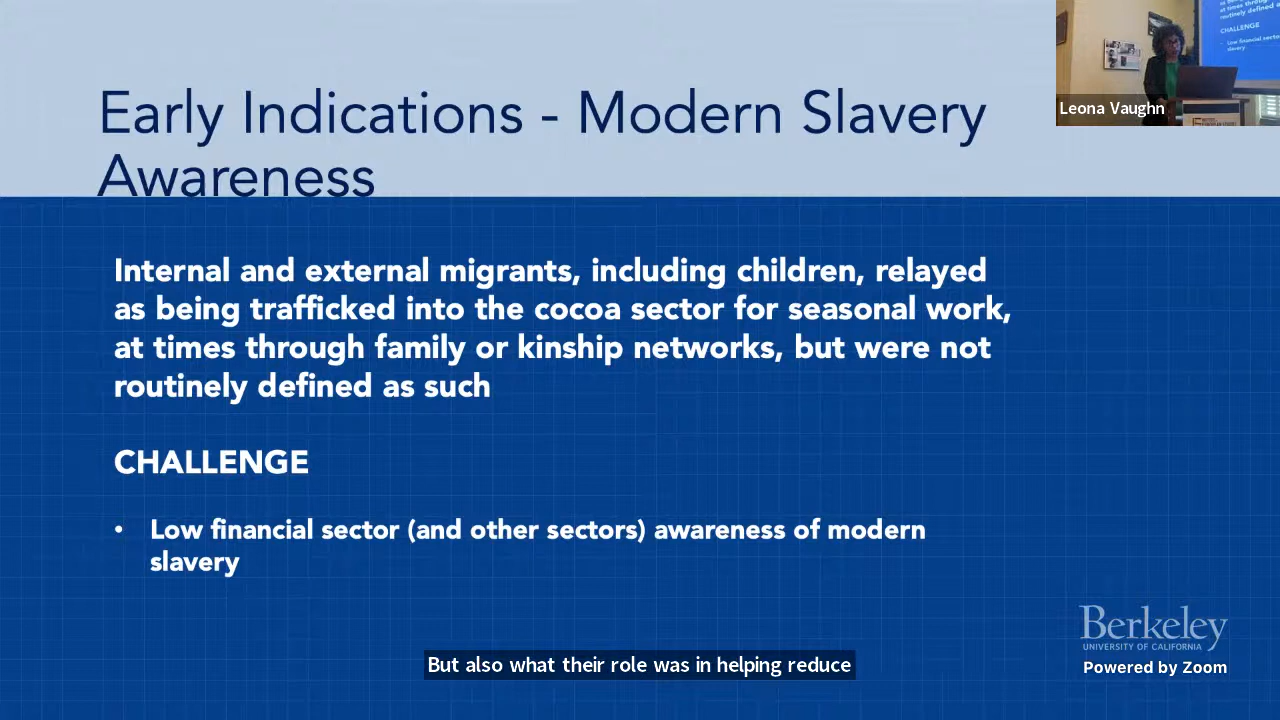 Early Indications - Modern Slavery
Awareness
Leona Vaughn
CHALLENGE
Internal and external migrants, including children, relayed
as being trafficked into the cocoa sector for seasonal work,
at times through family or kinship networks, but were not
routinely defined as such
CHALLENGE
• Low financial sector (and other sectors) awareness of modern
slavery
But also what their role was in helping reduce
Berkeley
UNIVERSITY OF CALIFORNIA
Powered by Zoom